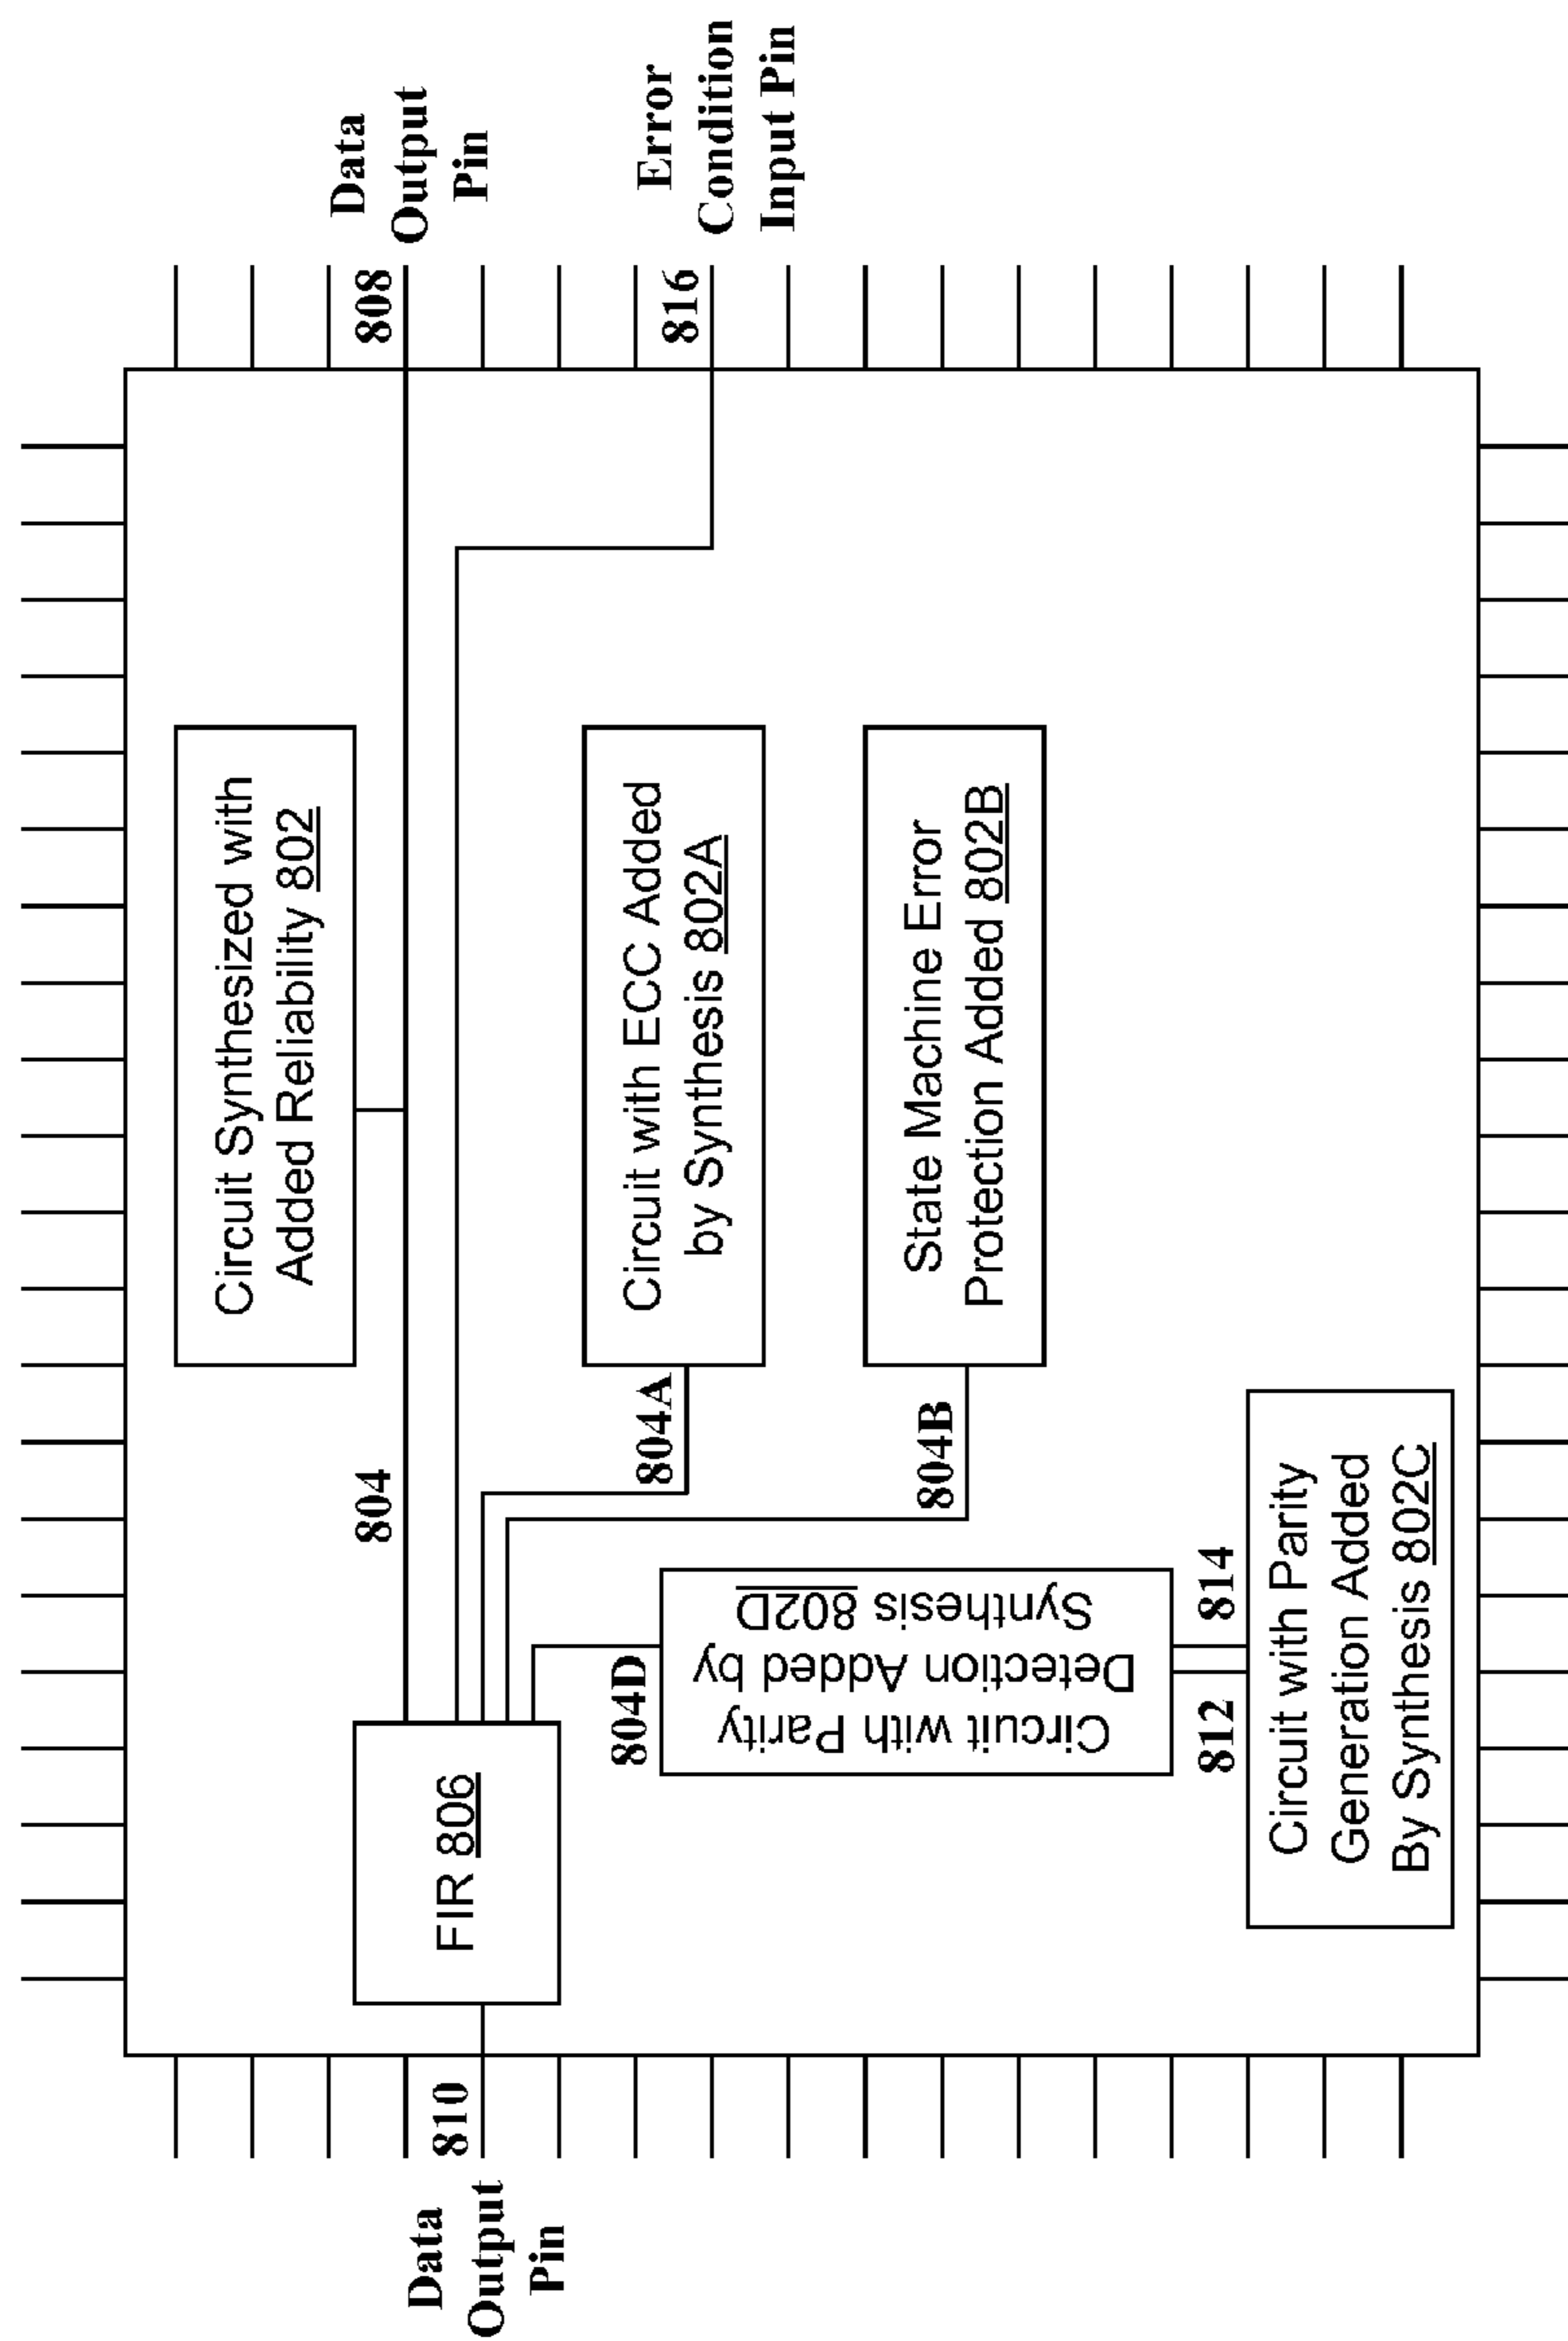 Circuit Synthesized with
Added Reliability 802
808
Data
Output
Pin
804
FIR 806
810
Data
Output
Pin
Circuit with ECC Added
by Synthesis 802A
804A
816
Error
Condition
Input Pin
State Machine Error
Protection Added 802B
804B
804D
Circuit with Parity
Detection Added by
Synthesis 802D
812
814
Circuit with Parity
Generation Added
By Synthesis 802C